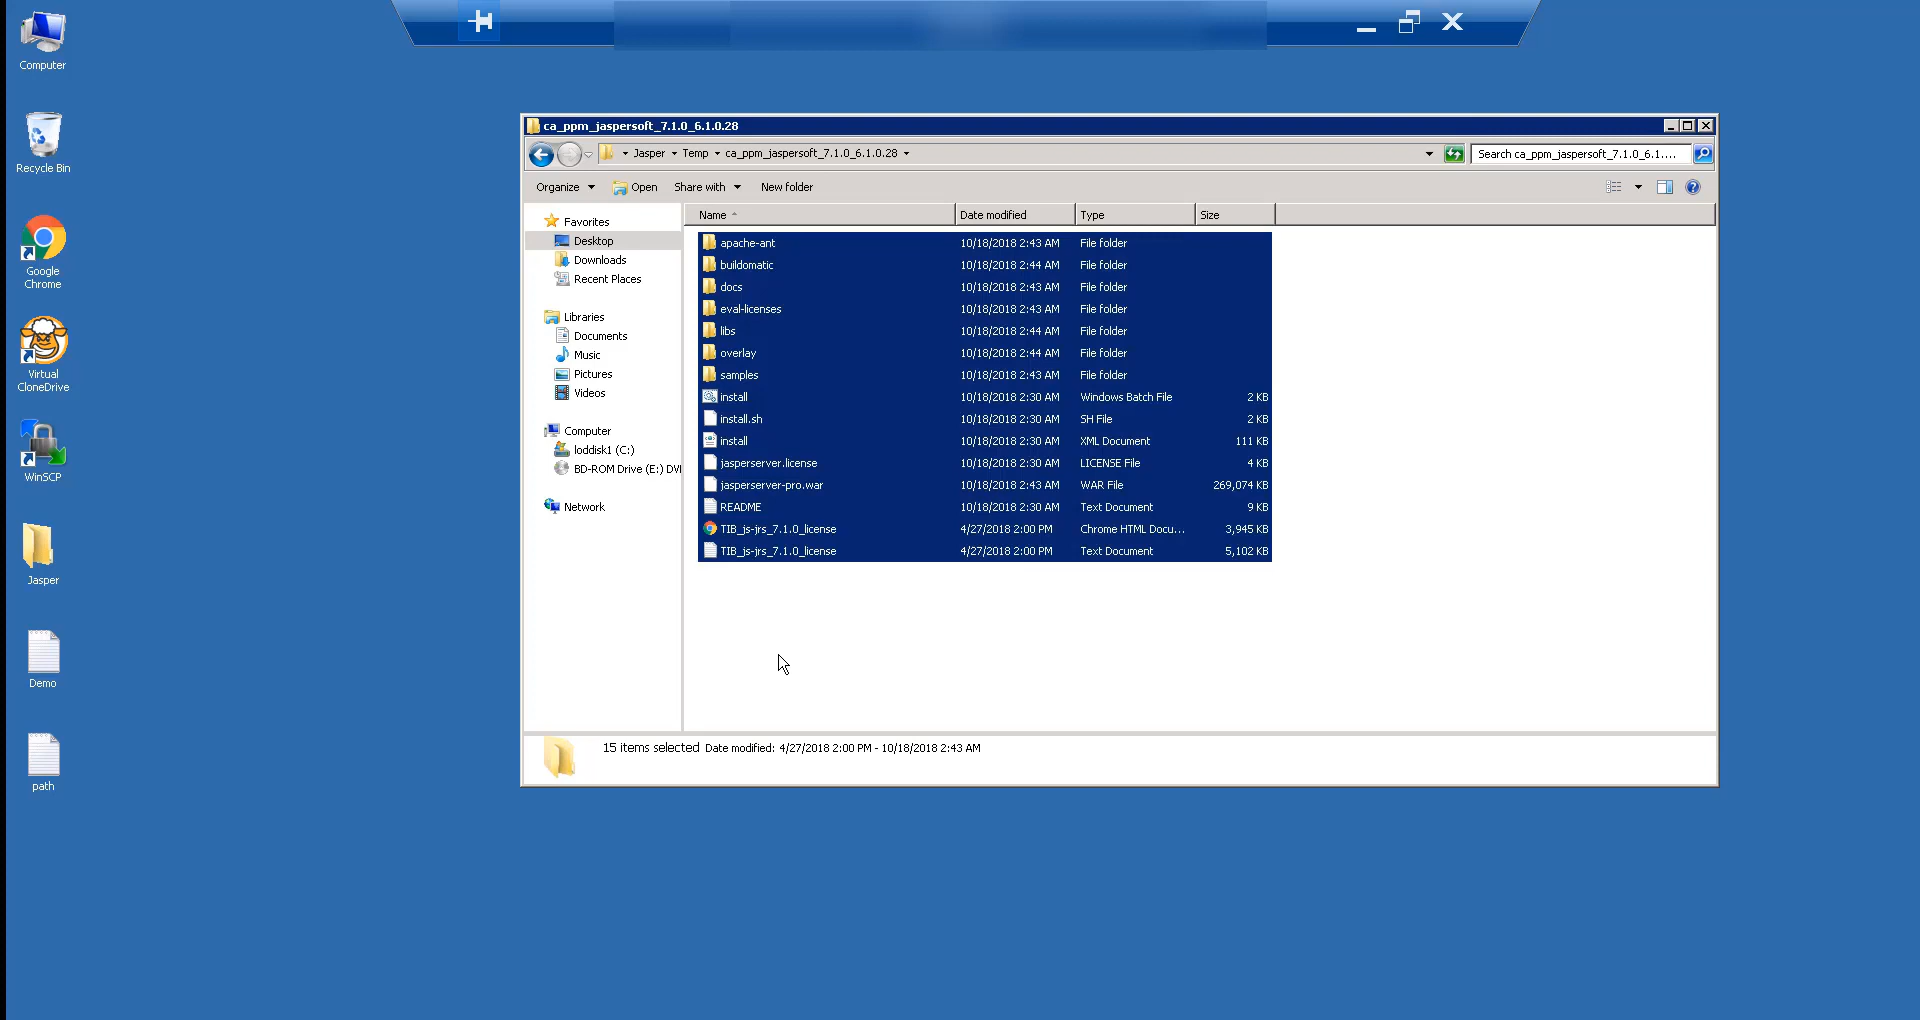 Computer
Recycle Bin
Google
Chrome
Virtual
CloneDrive
WinSCP
Jasper
Demo
path
ca_ppm_jaspersoft_7.1.0_6.1.0.28
Jasper Temp ca_ppm_jaspersoft_7.1.0_6.1.0.28
Search ca_ppm_jaspersoft_7.1.0_6.1....
Organize Open Share with New folder
Favorites
Desktop
Downloads
Recent Places
Libraries
Documents
Music
Pictures
Videos
Computer
loddisk1 (C:)
BD-ROM Drive (E:) DV
Network
Name Date modified Type Size
apache-ant 10/18/2018 2:43 AM File folder
buildomatic 10/18/2018 2:44 AM File folder
docs 10/18/2018 2:43 AM File folder
eval-licenses 10/18/2018 2:43 AM File folder
libs 10/18/2018 2:44 AM File folder
overlay 10/18/2018 2:44 AM File folder
samples 10/18/2018 2:43 AM File folder
install 10/18/2018 2:30 AM Windows Batch File 2 KB
install.sh 10/18/2018 2:30 AM SH File 2 KB
install 10/18/2018 2:30 AM XML Document 111 KB
jasperserver.license 10/18/2018 2:30 AM LICENSE File 4 KB
jasperserver-pro.war 10/18/2018 2:43 AM WAR File 269,074 KB
README 10/18/2018 2:30 AM Text Document 9 KB
TIB_js-jrs_7.1.0_license 4/27/2018 2:00 PM Chrome HTML Docu... 3,945 KB
TIB_js-jrs_7.1.0_license 4/27/2018 2:00 PM Text Document 5,102 KB
15 items selected Date modified: 4/27/2018 2:00 PM - 10/18/2018 2:43 AM